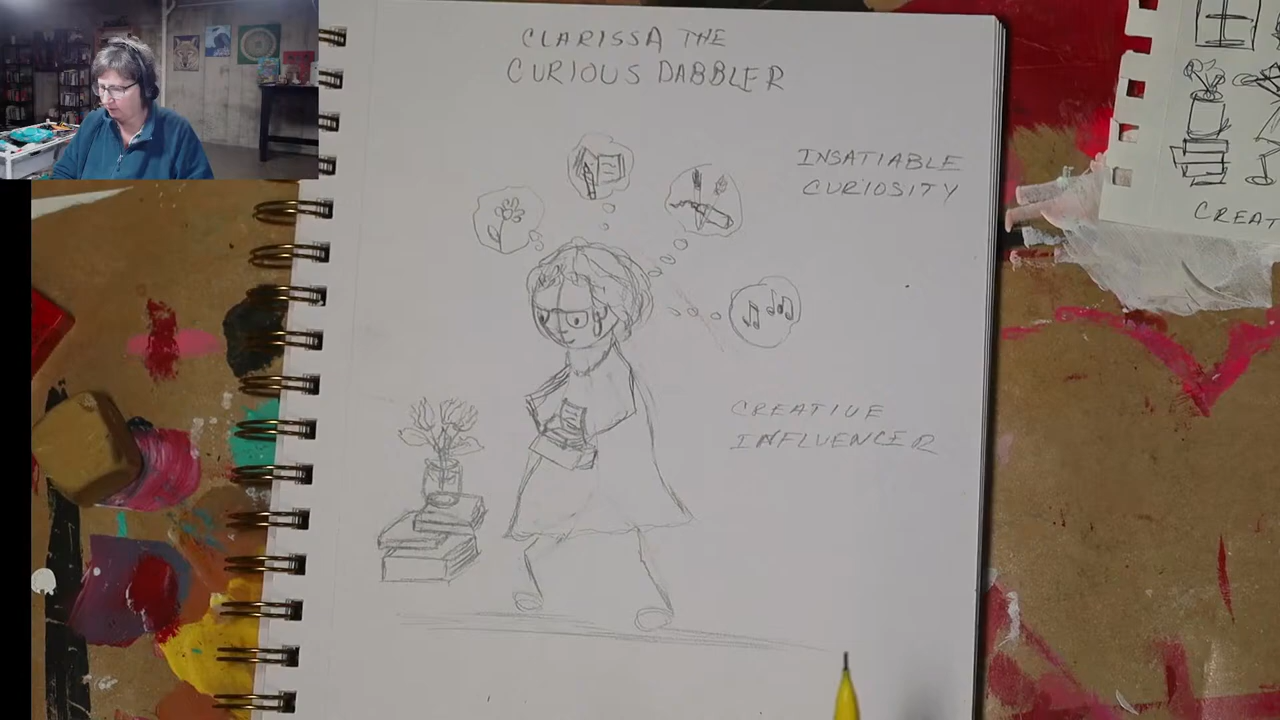 CLARISSA THE
CURIOUS DABBLER
INSATIABLE
CURIOSITY
CREATIVE
INFLUENCER
CREAT